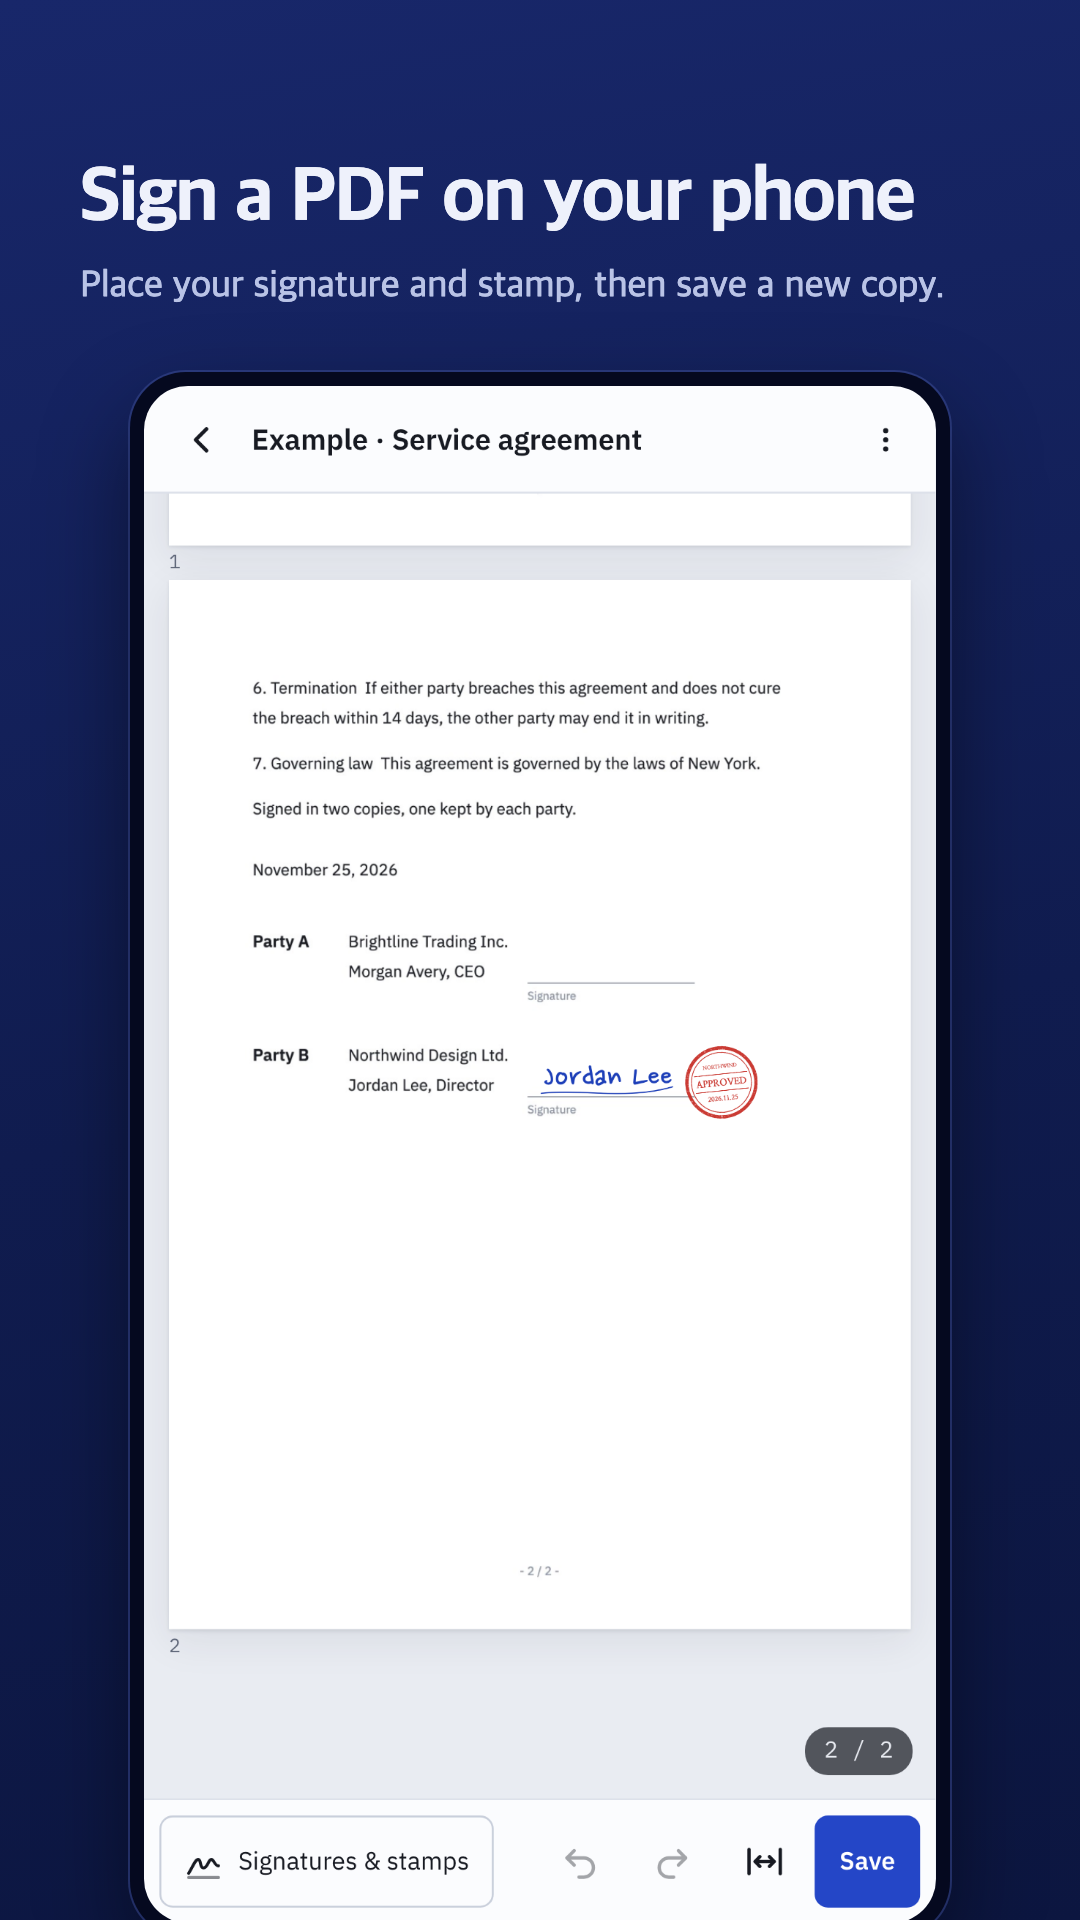 Sign a PDF on your phone
Place your signature and stamp, then save a new copy.
Example · Service agreement
1
6. Termination  If either party breaches this agreement and does not cure
the breach within 14 days, the other party may end it in writing.
7. Governing law  This agreement is governed by the laws of New York.
Signed in two copies, one kept by each party.
November 25, 2026
Party A
Brightline Trading Inc.
Morgan Avery, CEO
Signature
Party B
Northwind Design Ltd.
Jordan Lee, Director
Jordan Lee
Signature
NORTHWIND
APPROVED
2026.11.25
- 2 / 2 -
2
2 / 2
Signatures & stamps
Save